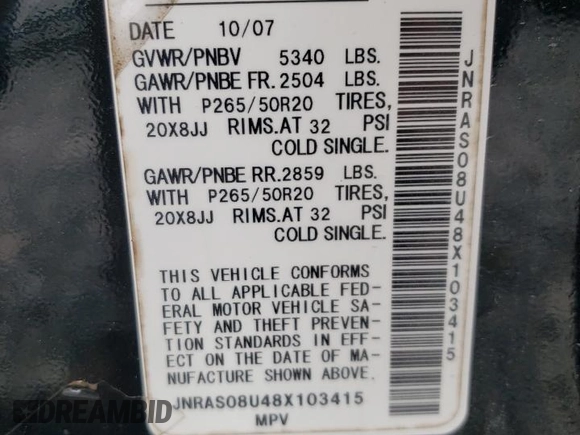 DATE 10/07
GVWR/PNBV 5340 LBS.
GAWR/PNBE FR. 2504 LBS.
WITH P265/50R20 TIRES,
20X8JJ RIMS. AT 32 PSI
COLD SINGLE.
GAWR/PNBE RR. 2859 LBS.
WITH P265/50R20 TIRES,
20X8JJ RIMS. AT 32 PSI
COLD SINGLE.
THIS VEHICLE CONFORMS
TO ALL APPLICABLE FED-
ERAL MOTOR VEHICLE SA-
FETY AND THEFT PREVEN-
TION STANDARDS IN EFF-
ECT ON THE DATE OF MA-
NUFACTURE SHOWN ABOVE.
JNRAS08U48X103415
MPV
JNRAS08U48X103415
DREAMBID